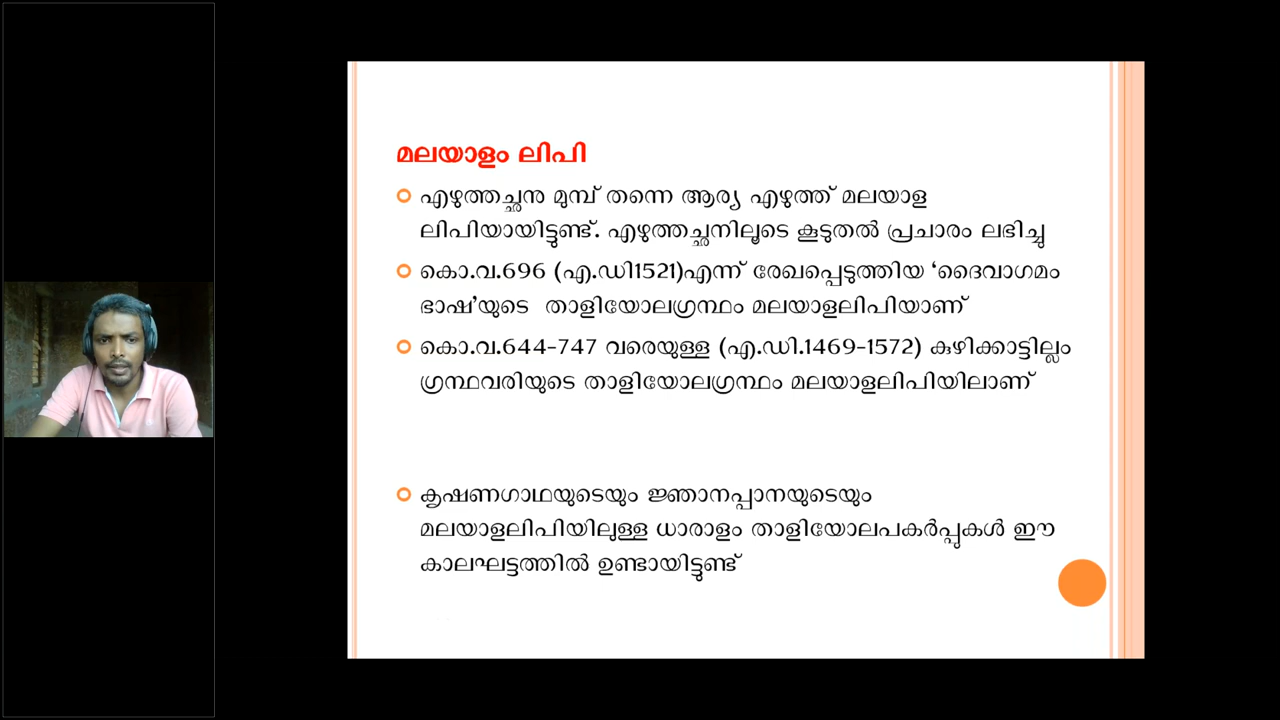 മലയാളം ലിപി
എഴുത്തച്ഛനു മുമ്പ് തന്നെ ആര്യ എഴുത്ത് മലയാള
ലിപിയായിട്ടുണ്ട്. എഴുത്തച്ഛനിലൂടെ കൂടുതൽ പ്രചാരം ലഭിച്ചു
കൊ.വ.696 (എ.ഡി1521)എന്ന് രേഖപ്പെടുത്തിയ ‘ദൈവാഗമം
ഭാഷ’യുടെ താളിയോലഗ്രന്ഥം മലയാളലിപിയാണ്
കൊ.വ.644-747 വരെയുള്ള (എ.ഡി.1469-1572) കുഴിക്കാട്ടില്ലം
ഗ്രന്ഥവരിയുടെ താളിയോലഗ്രന്ഥം മലയാളലിപിയിലാണ്
കൃഷണഗാഥയുടെയും ജ്ഞാനപ്പാനയുടെയും
മലയാളലിപിയിലുള്ള ധാരാളം താളിയോലപകർപ്പുകൾ ഈ
കാലഘട്ടത്തിൽ ഉണ്ടായിട്ടുണ്ട്